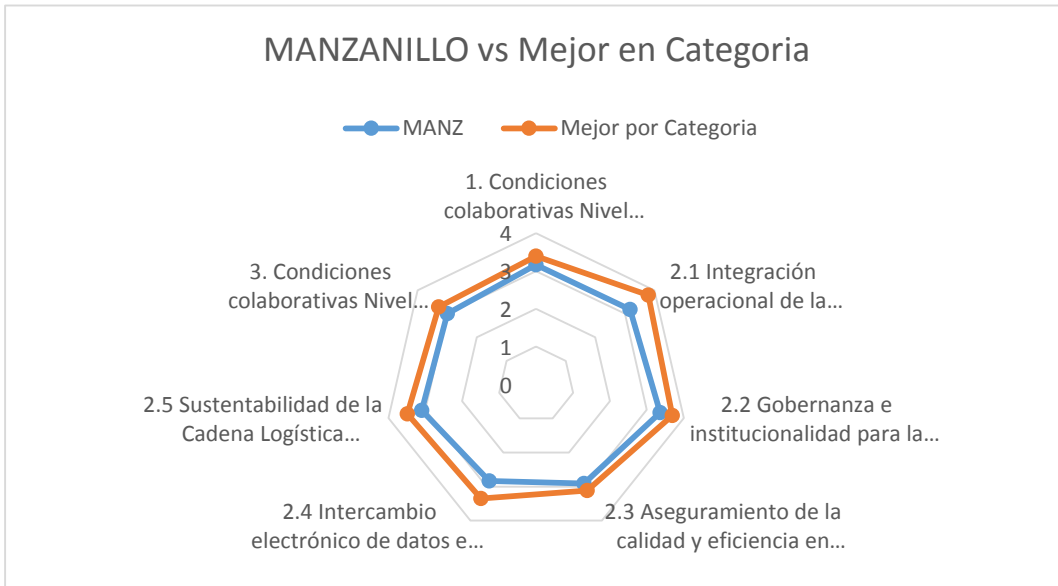 MANZANILLO vs Mejor en Categoria
MANZ
Mejor por Categoria
1. Condiciones
colaborativas Nivel...
2.1 Integración
operacional de la...
2.2 Gobernanza e
institucionalidad para la...
2.3 Aseguramiento de la
calidad y eficiencia en...
2.4 Intercambio
electrónico de datos e...
2.5 Sustentabilidad de la
Cadena Logística...
3. Condiciones
colaborativas Nivel...
4
3
2
1
0